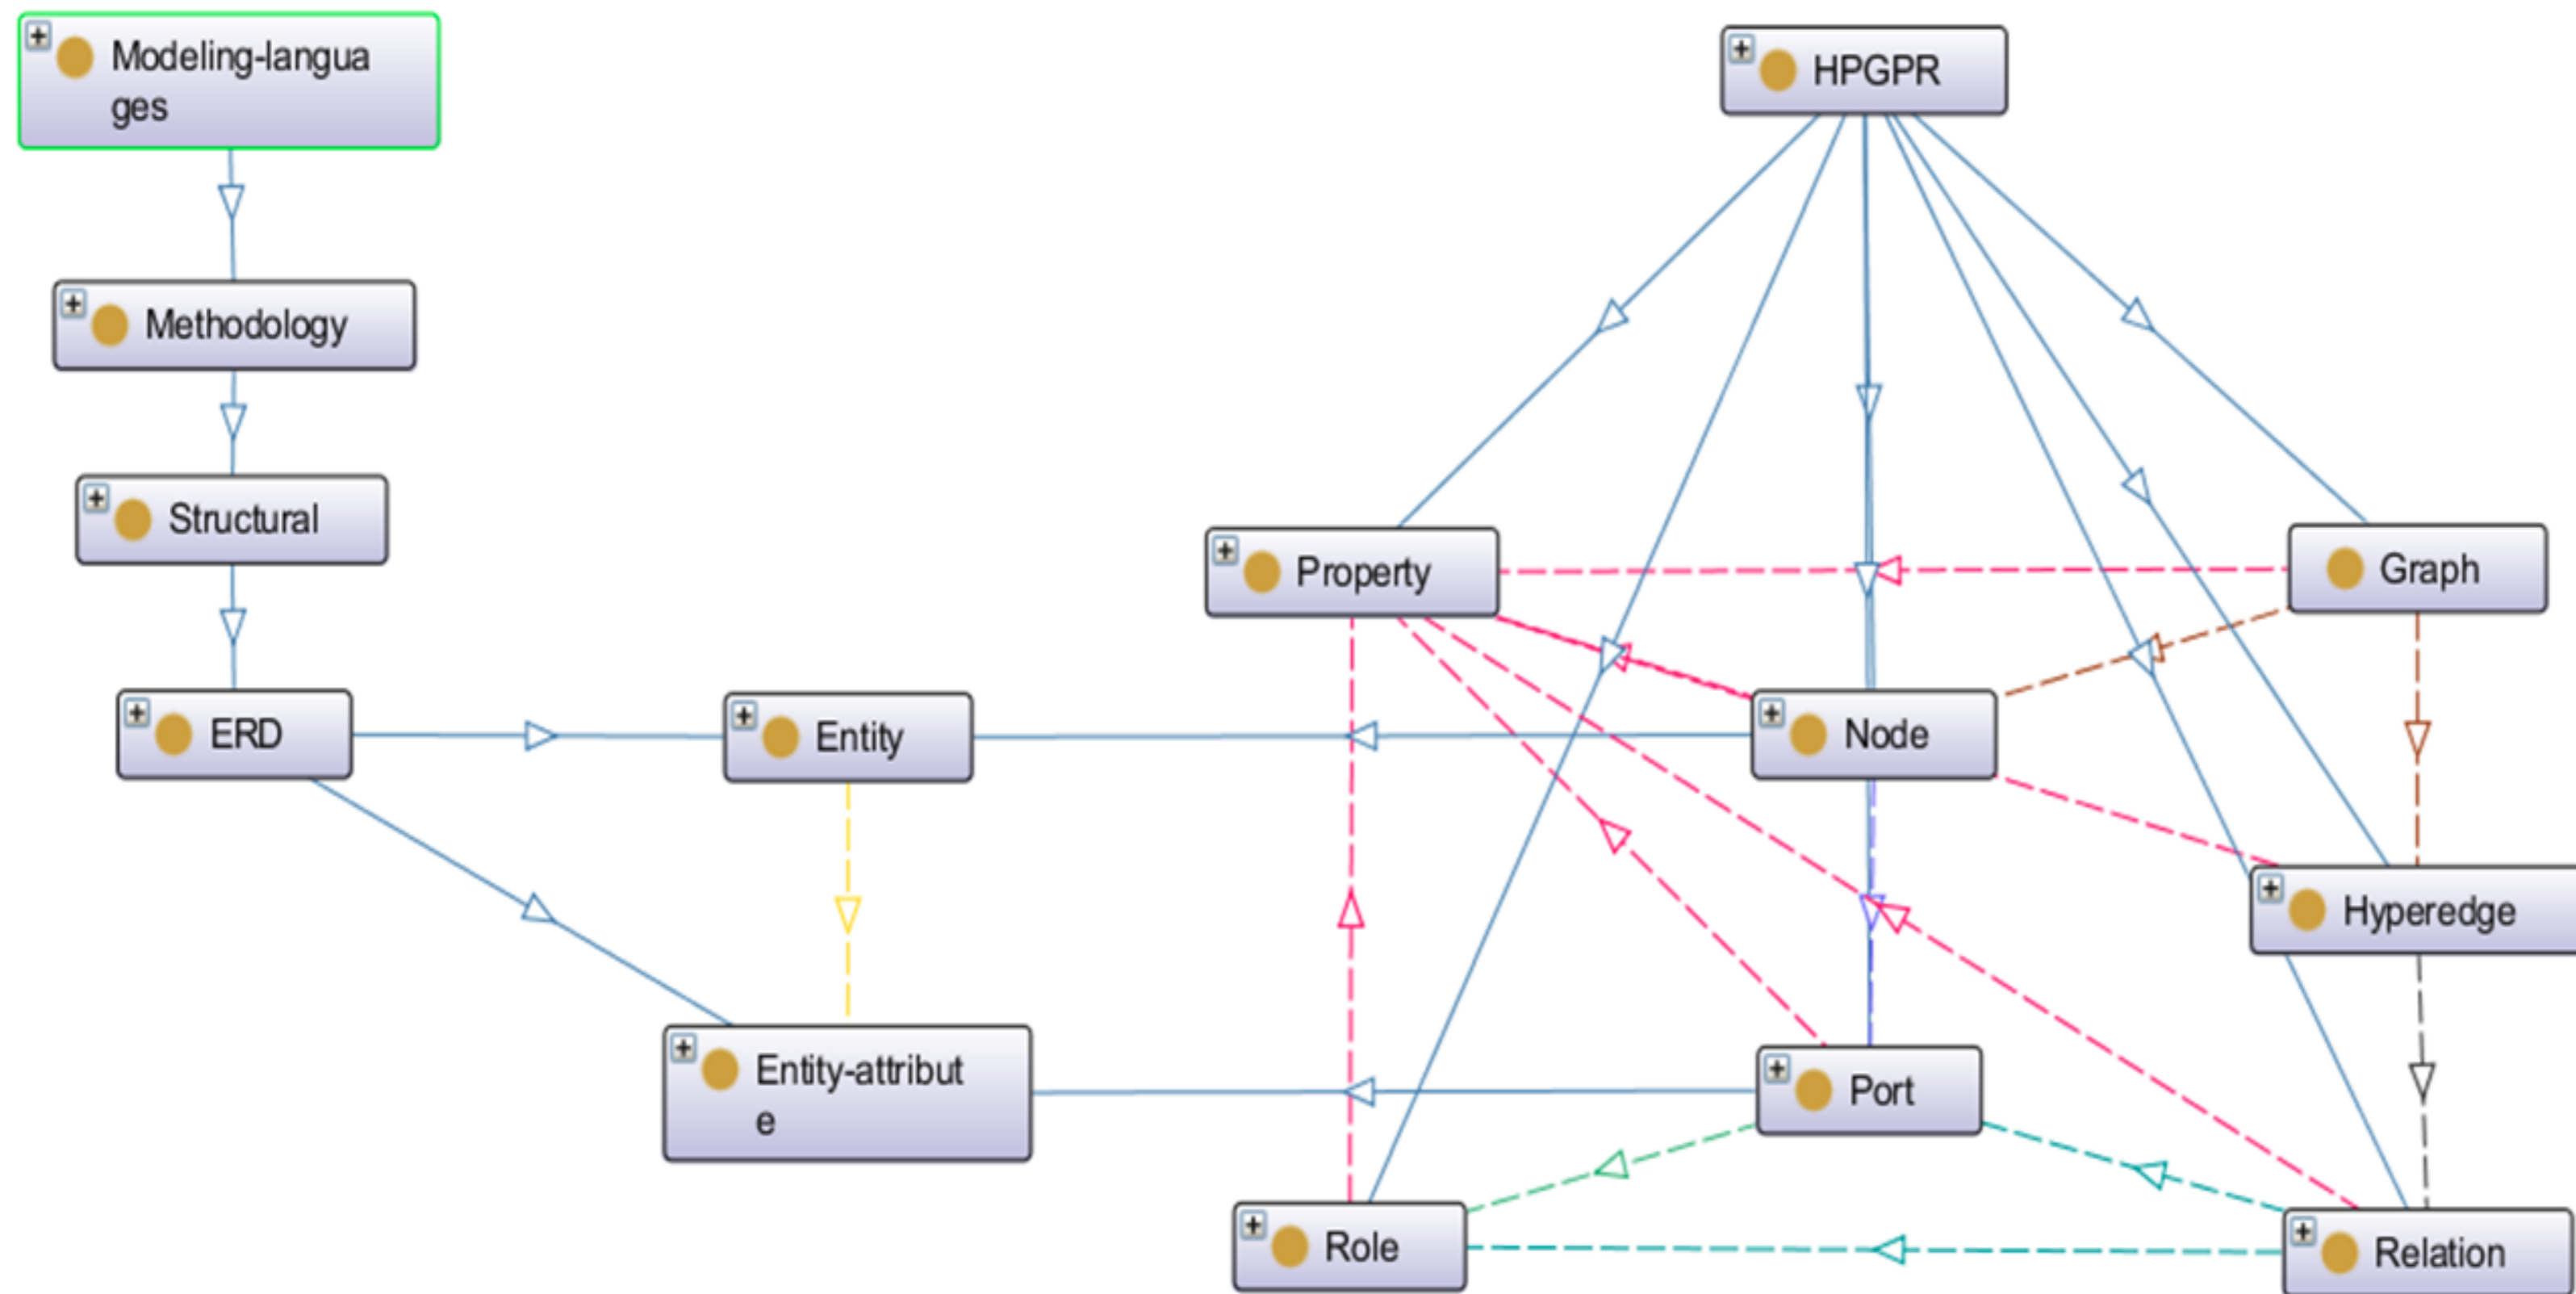 Modeling-langua
ges
HPGPR
Methodology
Structural
Property
Graph
ERD
Entity
Node
Hyperedge
Entity-attribut
e
Port
Role
Relation